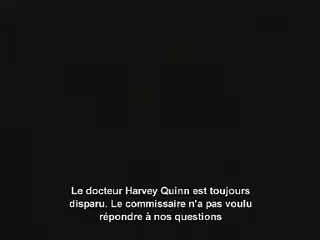 Le docteur Harvey Quinn est toujours
disparu. Le commissaire n'a pas voulu
répondre à nos questions